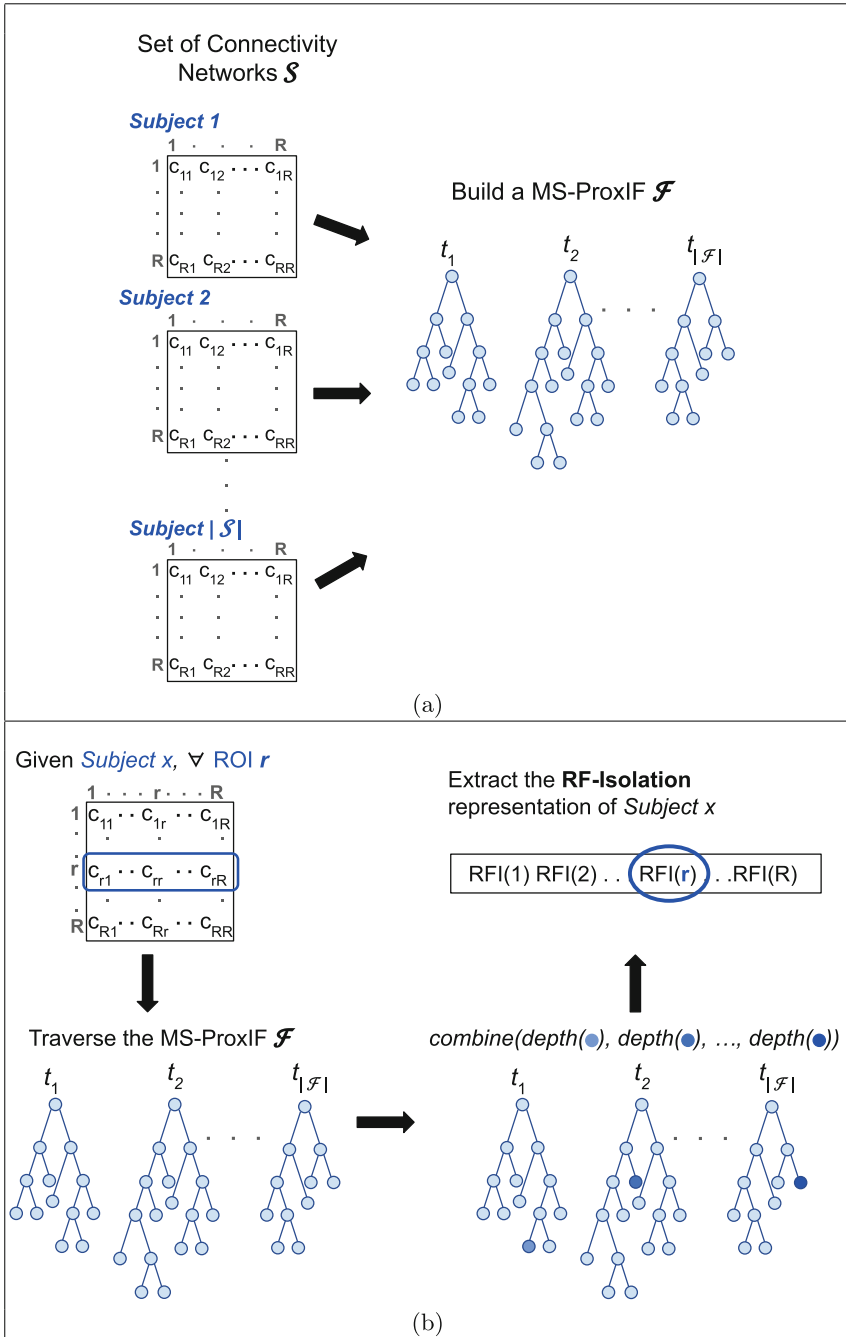 Set of Connectivity
Networks 𝓢
Subject 1
1 · · · R
1 c11 c12 ··· c1R
· · · ·
· · · ·
· · · ·
R cR1 cR2 ··· cRR
Subject 2
1 · · · R
1 c11 c12 ··· c1R
· · · ·
· · · ·
· · · ·
R cR1 cR2 ··· cRR
·
·
·
Subject |𝓢|
1 · · · R
1 c11 c12 ··· c1R
· · · ·
· · · ·
· · · ·
R cR1 cR2 ··· cRR
Build a MS-ProxIF 𝓕
t1 t2 · · · t|𝓕|
(a)
Given Subject x, ∀ ROI r
1 · · · r · · · R
1 c11 ·· c1r ·· c1R
· · · ·
r cr1 ·· crr ·· crR
· · · ·
R cR1 ·· cRr ·· cRR
Traverse the MS-ProxIF 𝓕
t1 t2 · · · t|𝓕|
Extract the RF-Isolation
representation of Subject x
RFI(1) RFI(2) . . RFI(r) . . .RFI(R)
combine(depth(●), depth(●), …, depth(●))
t1 t2 · · · t|𝓕|
(b)